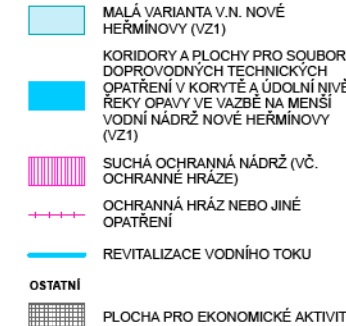 MALÁ VARIANTA V.N. NOVÉ
HEŘMÍNOVY (VZ1)
KORIDORY A PLOCHY PRO SOUBOR
DOPROVODNÝCH TECHNICKÝCH
OPATŘENÍ V KORYTĚ A ÚDOLNÍ NIVĚ
ŘEKY OPAVY VE VAZBĚ NA MENŠÍ
VODNÍ NÁDRŽ NOVÉ HEŘMÍNOVY
(VZ1)
SUCHÁ OCHRANNÁ NÁDRŽ (VČ.
OCHRANNÉ HRÁZE)
OCHRANNÁ HRÁZ NEBO JINÉ
OPATŘENÍ
REVITALIZACE VODNÍHO TOKU
OSTATNÍ
PLOCHA PRO EKONOMICKÉ AKTIVIT